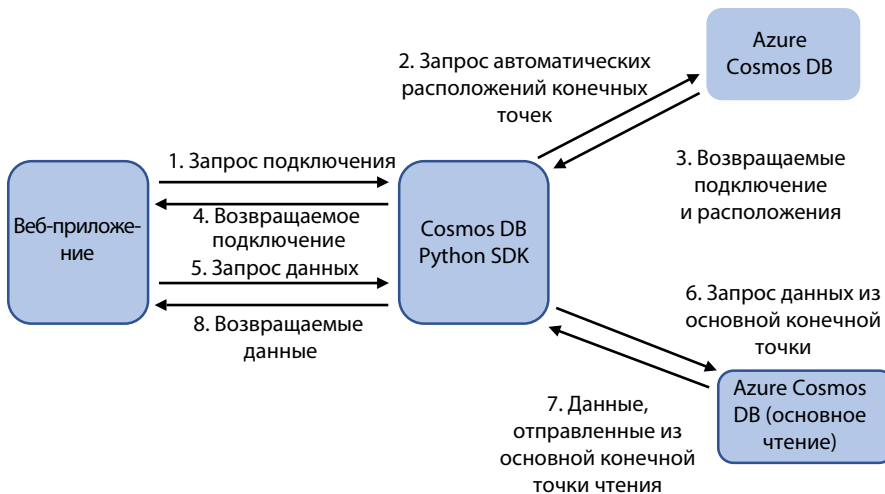 Azure
Cosmos DB
2. Запрос автоматических
расположений конечных
точек
1. Запрос подключения
3. Возвращаемые
подключение
и расположения
Веб-приложе-
ние
4. Возвращаемое
подключение
Cosmos DB
Python SDK
5. Запрос данных
8. Возвращаемые
данные
6. Запрос данных из
основной конечной
точки
7. Данные,
отправленные из
основной конечной
точки чтения
Azure Cosmos
DB (основное
чтение)